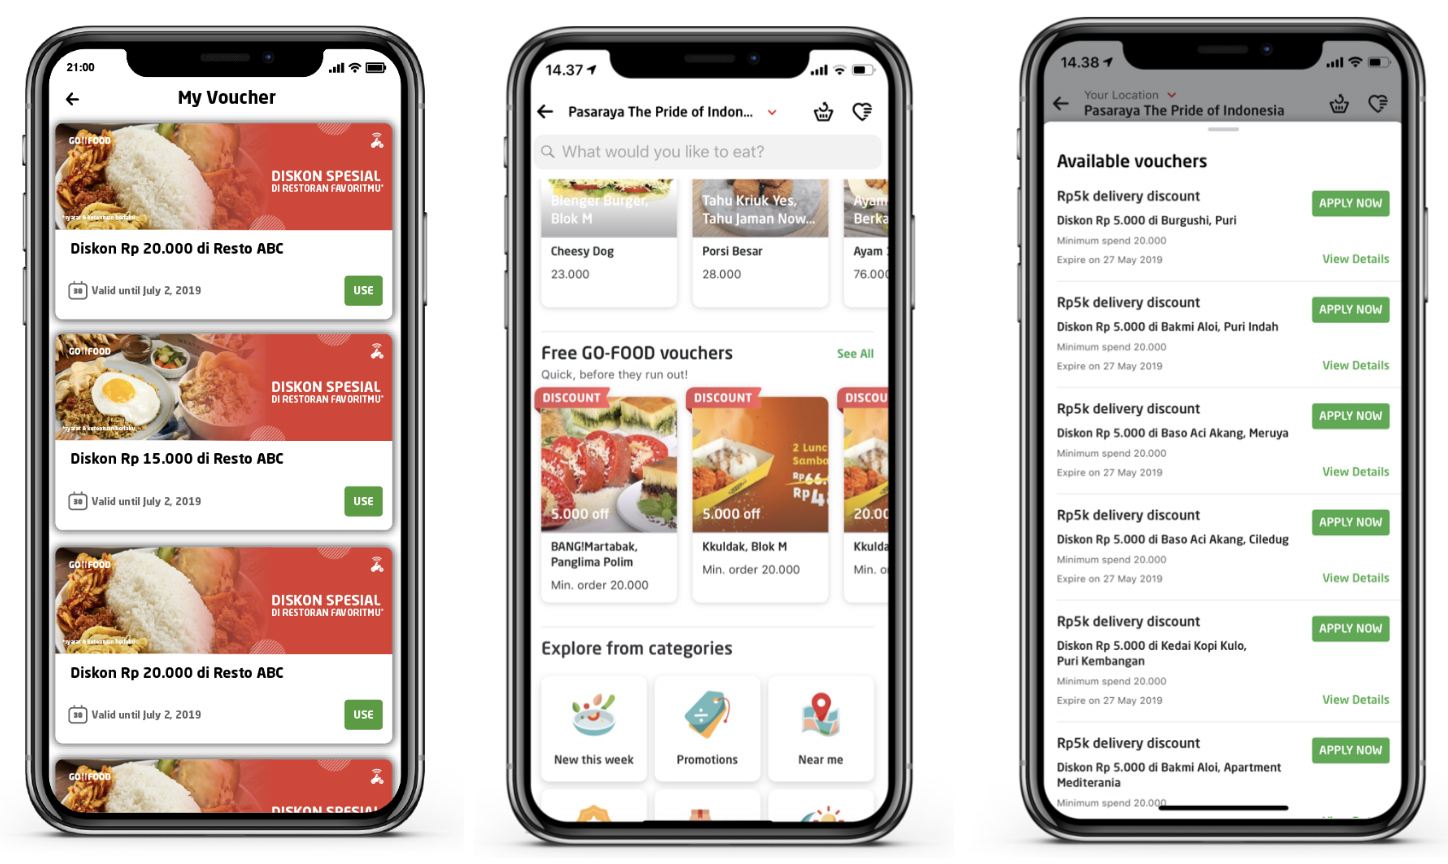 21:00
My Voucher
GO!!FOOD
DISKON SPESIAL
DI RESTORAN FAVORITMU*
*syarat & ketentuan berlaku
Diskon Rp 20.000 di Resto ABC
30
Valid until July 2, 2019
USE
GO!!FOOD
DISKON SPESIAL
DI RESTORAN FAVORITMU*
*syarat & ketentuan berlaku
Diskon Rp 15.000 di Resto ABC
30
Valid until July 2, 2019
USE
GO!!FOOD
DISKON SPESIAL
DI RESTORAN FAVORITMU*
*syarat & ketentuan berlaku
Diskon Rp 20.000 di Resto ABC
30
Valid until July 2, 2019
USE
GO!!FOOD
DISKON SPESIAL
14.37
Pasaraya The Pride of Indon...
What would you like to eat?
Blenger Burger,
Blok M
Cheesy Dog
23.000
Tahu Kriuk Yes,
Tahu Jaman Now...
Porsi Besar
28.000
Ayam
Berka
Ayam
76.000
Free GO-FOOD vouchers
See All
Quick, before they run out!
DISCOUNT
5.000 off
BANG!Martabak,
Panglima Polim
Min. order 20.000
DISCOUNT
2 Lunc
Samba
Rp66.
Rp4
5.000 off
Kkuldak, Blok M
Min. order 20.000
DISCOU
20.00
Kkulda
Min. o
Explore from categories
New this week
Promotions
Near me
14.38
Your Location
Pasaraya The Pride of Indonesia
Available vouchers
Rp5k delivery discount
APPLY NOW
Diskon Rp 5.000 di Burgushi, Puri
Minimum spend 20.000
Expire on 27 May 2019
View Details
Rp5k delivery discount
APPLY NOW
Diskon Rp 5.000 di Bakmi Aloi, Puri Indah
Minimum spend 20.000
Expire on 27 May 2019
View Details
Rp5k delivery discount
APPLY NOW
Diskon Rp 5.000 di Baso Aci Akang, Meruya
Minimum spend 20.000
Expire on 27 May 2019
View Details
Rp5k delivery discount
APPLY NOW
Diskon Rp 5.000 di Baso Aci Akang, Ciledug
Minimum spend 20.000
Expire on 27 May 2019
View Details
Rp5k delivery discount
APPLY NOW
Diskon Rp 5.000 di Kedai Kopi Kulo,
Puri Kembangan
Minimum spend 20.000
Expire on 27 May 2019
View Details
Rp5k delivery discount
APPLY NOW
Diskon Rp 5.000 di Bakmi Aloi, Apartment
Mediterania
Minimum spend 20.000